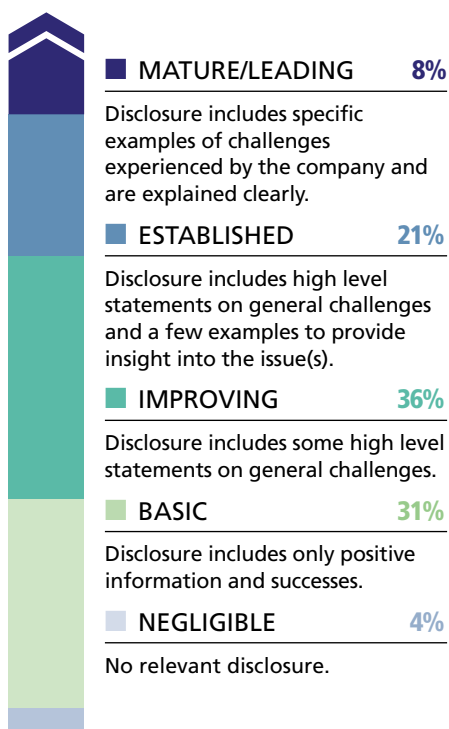 MATURE/LEADING 8%
Disclosure includes specific
examples of challenges
experienced by the company and
are explained clearly.
ESTABLISHED 21%
Disclosure includes high level
statements on general challenges
and a few examples to provide
insight into the issue(s).
IMPROVING 36%
Disclosure includes some high level
statements on general challenges.
BASIC 31%
Disclosure includes only positive
information and successes.
NEGLIGIBLE 4%
No relevant disclosure.